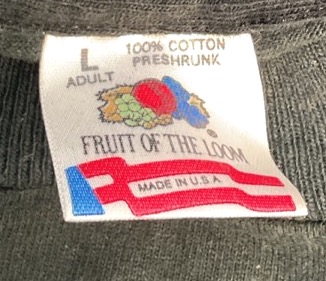 L 100% COTTON
ADULT PRESHRUNK
FRUIT OF THE LOOM®
MADE IN U.S.A.